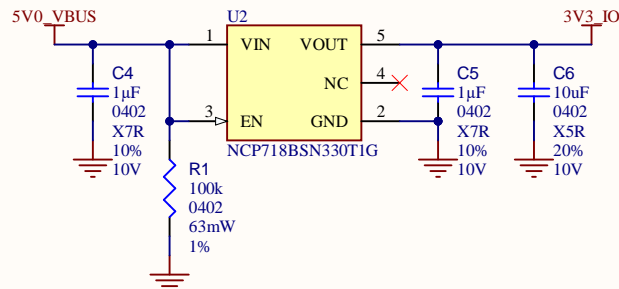 5V0_VBUS
U2
3V3_IO
1
VIN
VOUT
5
C4
1µF
0402
X7R
10%
10V
NC
4
3
EN
GND
2
NCP718BSN330T1G
C5
1µF
0402
X7R
10%
10V
C6
10uF
0402
X5R
20%
10V
R1
100k
0402
63mW
1%